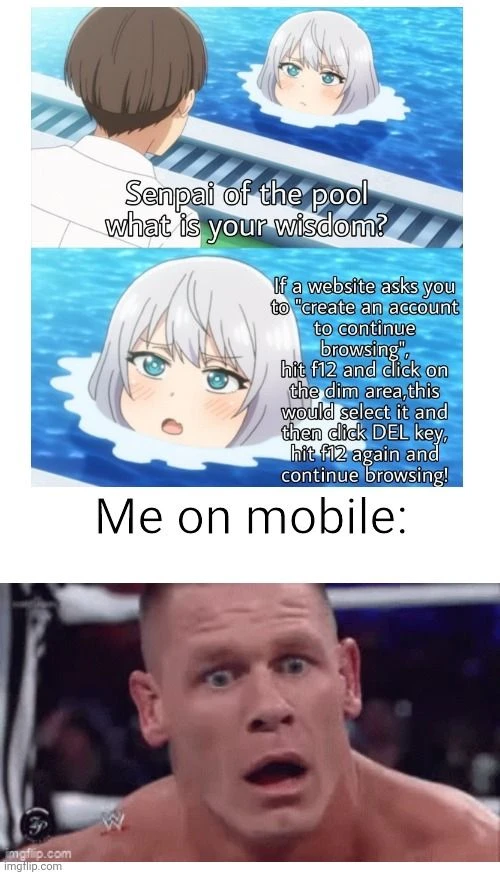 Senpai of the pool
what is your wisdom?
If a website asks you
to "create an account
to continue
browsing",
hit f12 and click on
the dim area,this
would select it and
then click DEL key,
hit f12 again and
continue browsing!
Me on mobile:
W
imgflip.com
imgflip.com